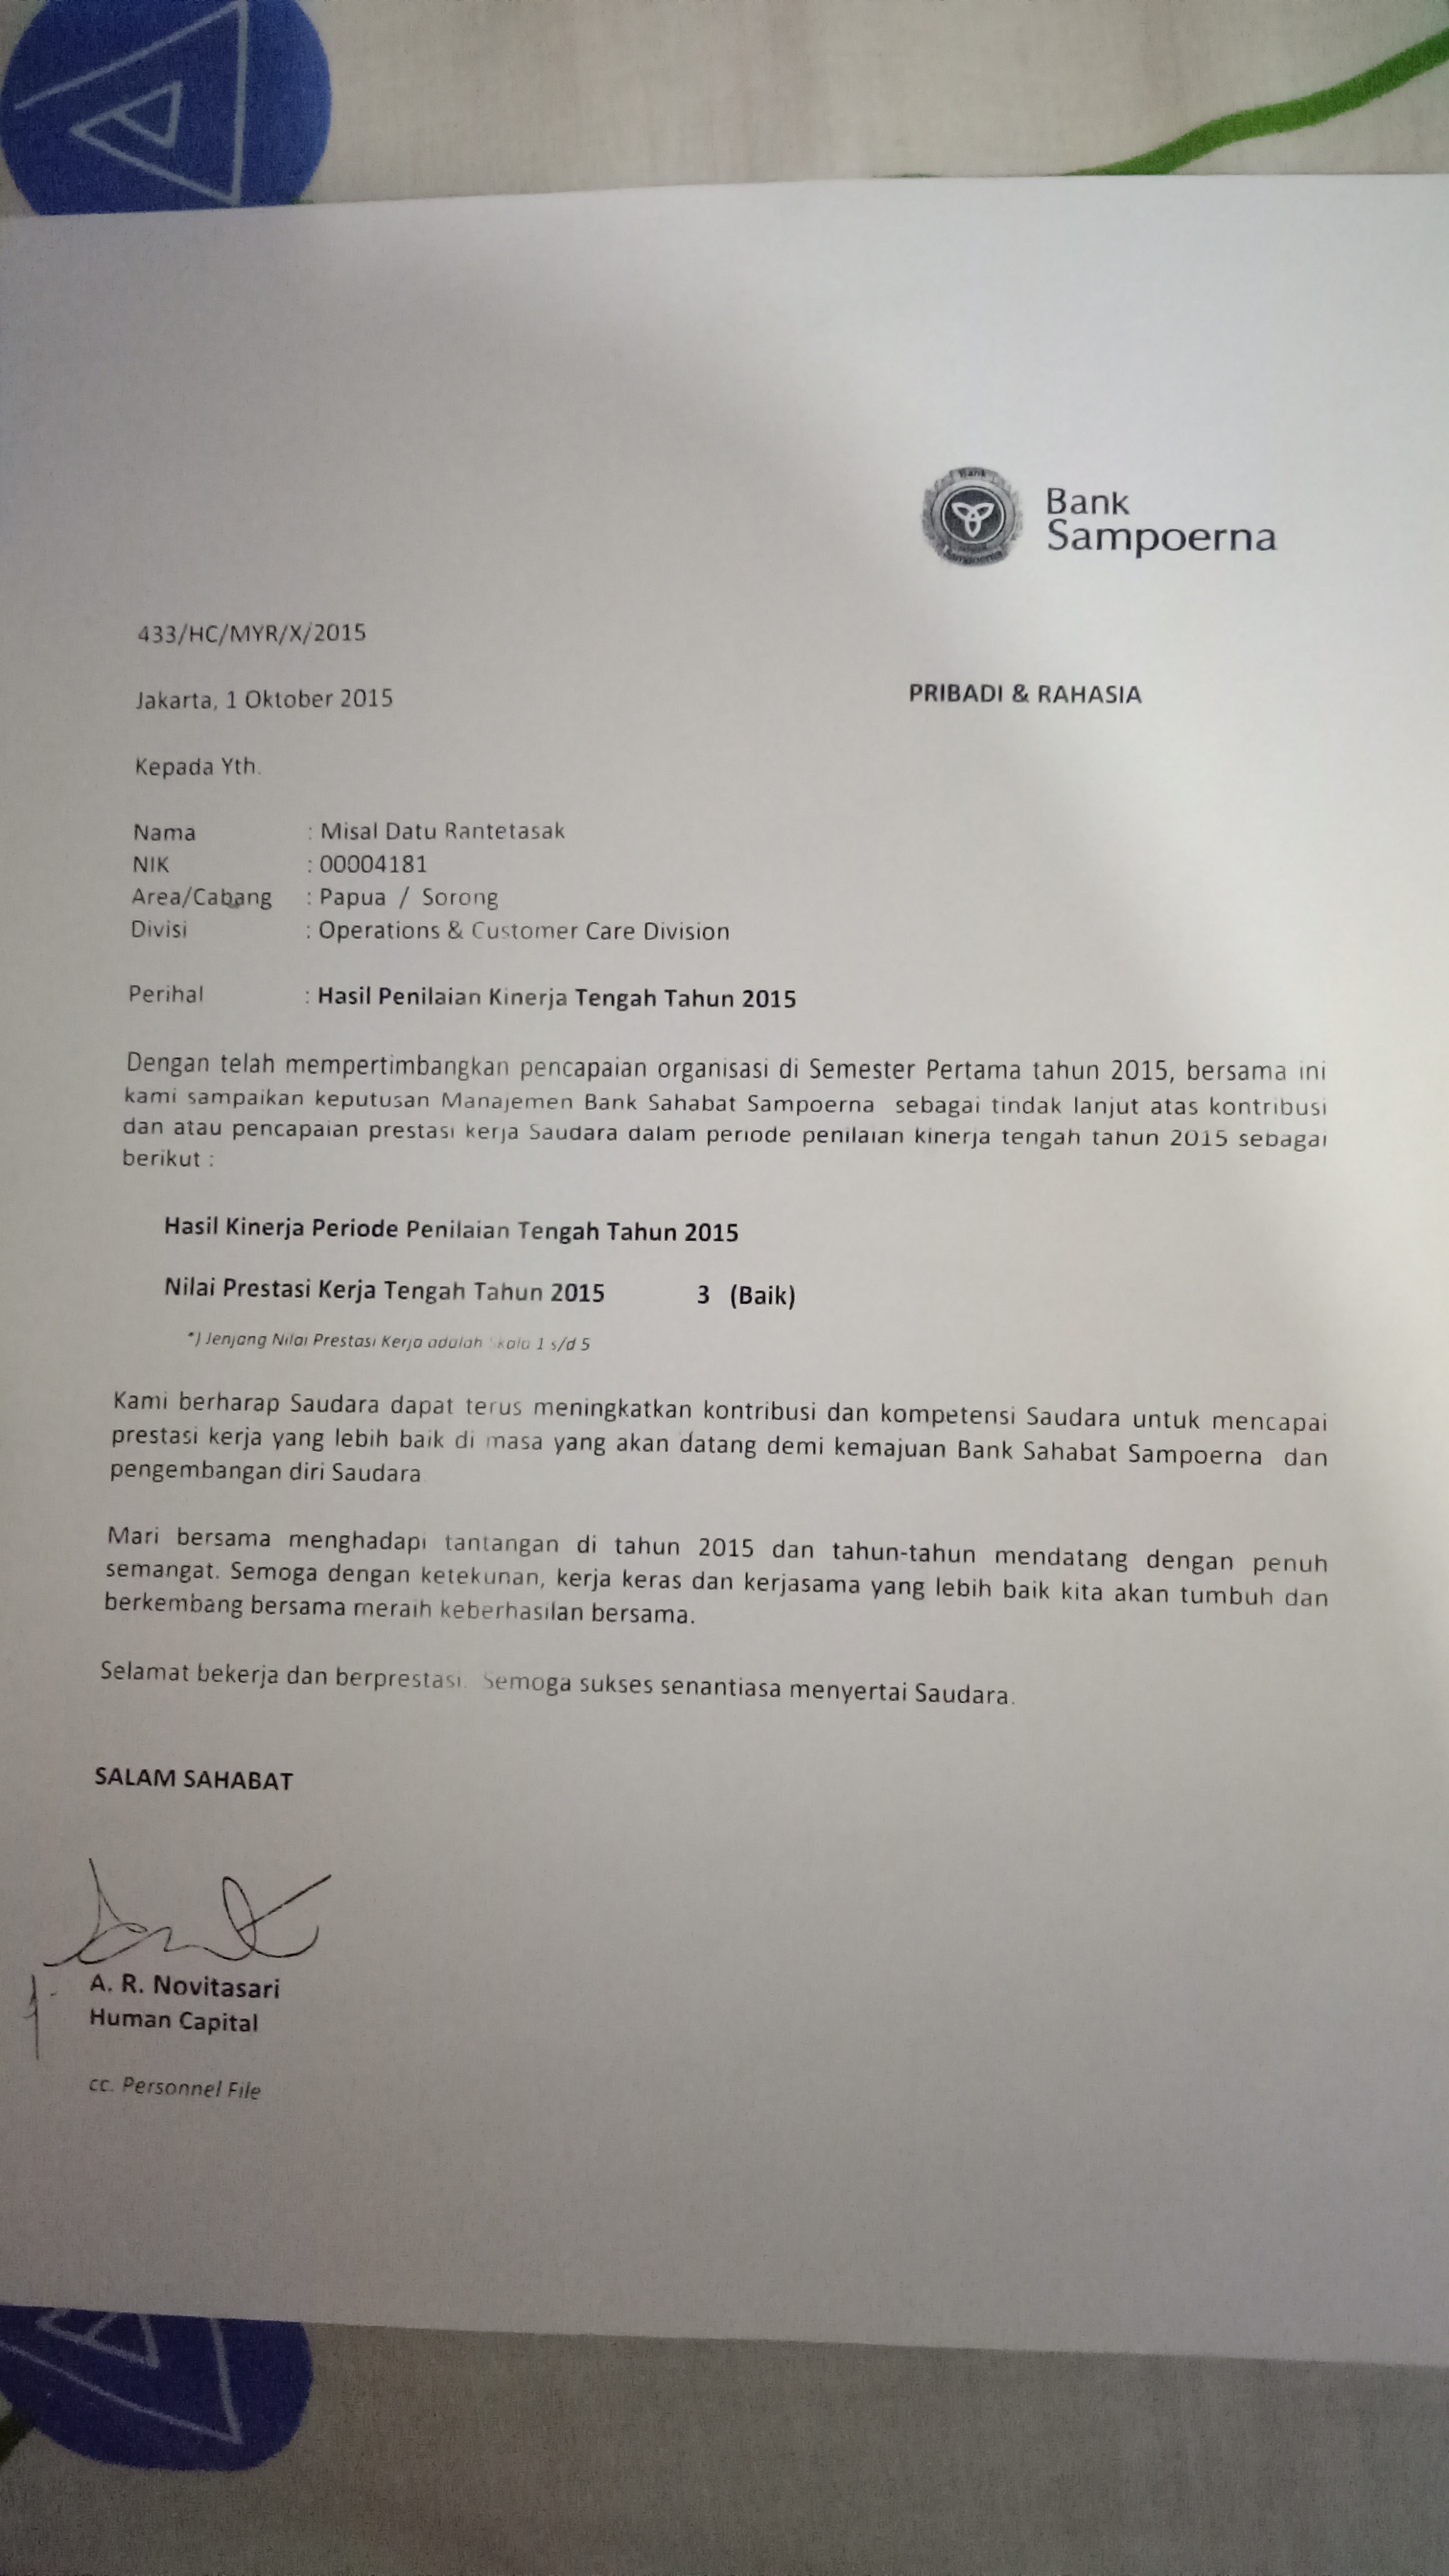 Bank
Sampoerna
433/HC/MYR/X/2015
Jakarta, 1 Oktober 2015
PRIBADI & RAHASIA
Kepada Yth.
Nama : Misal Datu Rantetasak
NIK : 00004181
Area/Cabang : Papua / Sorong
Divisi : Operations & Customer Care Division
Perihal : Hasil Penilaian Kinerja Tengah Tahun 2015
Dengan telah mempertimbangkan pencapaian organisasi di Semester Pertama tahun 2015, bersama ini
kami sampaikan keputusan Manajemen Bank Sahabat Sampoerna sebagai tindak lanjut atas kontribusi
dan atau pencapaian prestasi kerja Saudara dalam periode penilaian kinerja tengah tahun 2015 sebagai
berikut :
Hasil Kinerja Periode Penilaian Tengah Tahun 2015
Nilai Prestasi Kerja Tengah Tahun 2015 3 (Baik)
*) Jenjang Nilai Prestasi Kerja adalah Skala 1 s/d 5
Kami berharap Saudara dapat terus meningkatkan kontribusi dan kompetensi Saudara untuk mencapai
prestasi kerja yang lebih baik di masa yang akan datang demi kemajuan Bank Sahabat Sampoerna dan
pengembangan diri Saudara
Mari bersama menghadapi tantangan di tahun 2015 dan tahun-tahun mendatang dengan penuh
semangat. Semoga dengan ketekunan, kerja keras dan kerjasama yang lebih baik kita akan tumbuh dan
berkembang bersama meraih keberhasilan bersama.
Selamat bekerja dan berprestasi. Semoga sukses senantiasa menyertai Saudara.
SALAM SAHABAT
A. R. Novitasari
Human Capital
cc. Personnel File